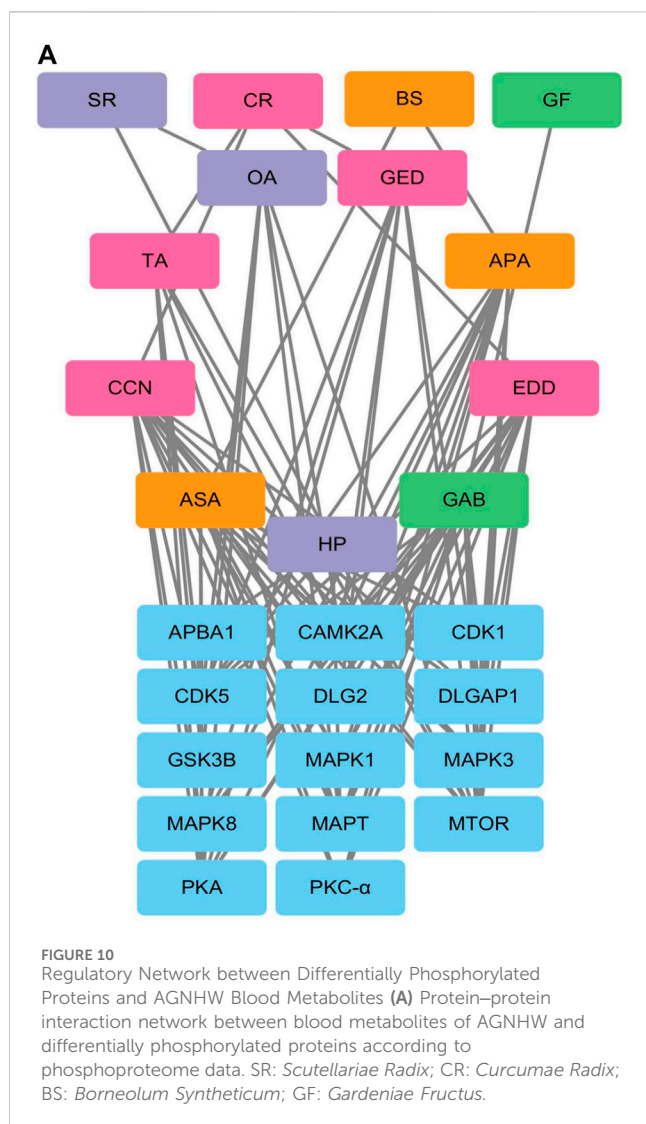 A
SR
CR
BS
GF
OA
GED
TA
APA
CCN
EDD
ASA
GAB
HP
APBA1
CAMK2A
CDK1
CDK5
DLG2
DLGAP1
GSK3B
MAPK1
MAPK3
MAPK8
MAPT
MTOR
PKA
PKC-α
FIGURE 10
Regulatory Network between Differentially Phosphorylated
Proteins and AGNHW Blood Metabolites (A) Protein–protein
interaction network between blood metabolites of AGNHW and
differentially phosphorylated proteins according to
phosphoproteome data. SR: Scutellariae Radix; CR: Curcumae Radix;
BS: Borneolum Syntheticum; GF: Gardeniae Fructus.